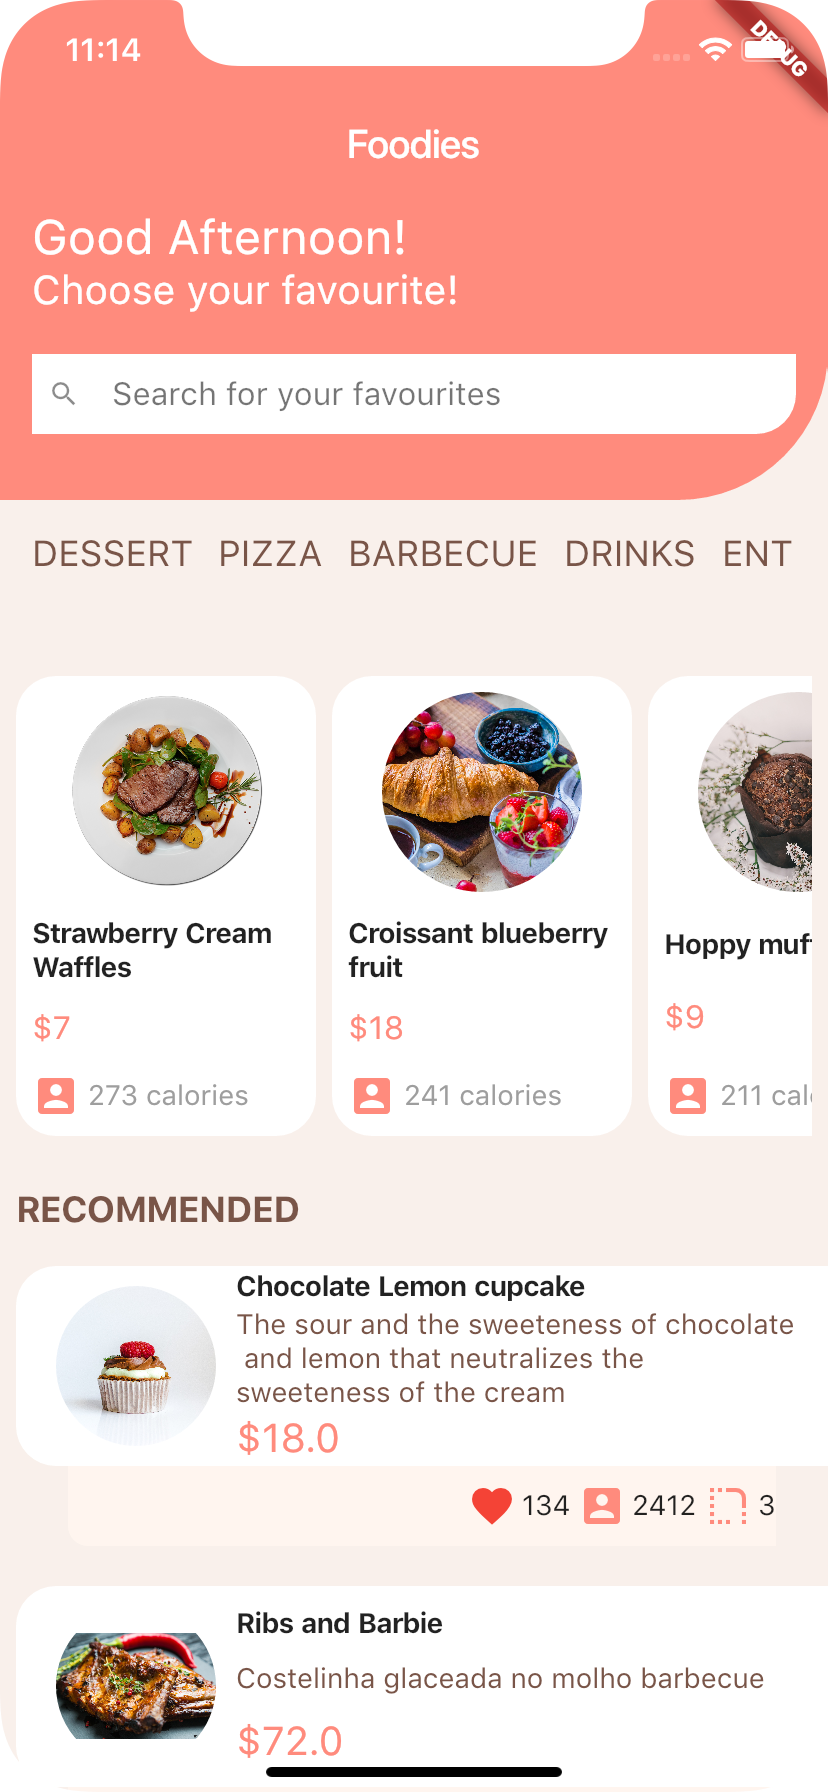 11:14
DEBUG
Foodies
Good Afternoon!
Choose your favourite!
Search for your favourites
DESSERT PIZZA BARBECUE DRINKS ENT
Strawberry Cream
Waffles
$7
273 calories
Croissant blueberry
fruit
$18
241 calories
Hoppy muf
$9
211 cal
RECOMMENDED
Chocolate Lemon cupcake
The sour and the sweeteness of chocolate
and lemon that neutralizes the
sweeteness of the cream
$18.0
134 2412 3
Ribs and Barbie
Costelinha glaceada no molho barbecue
$72.0